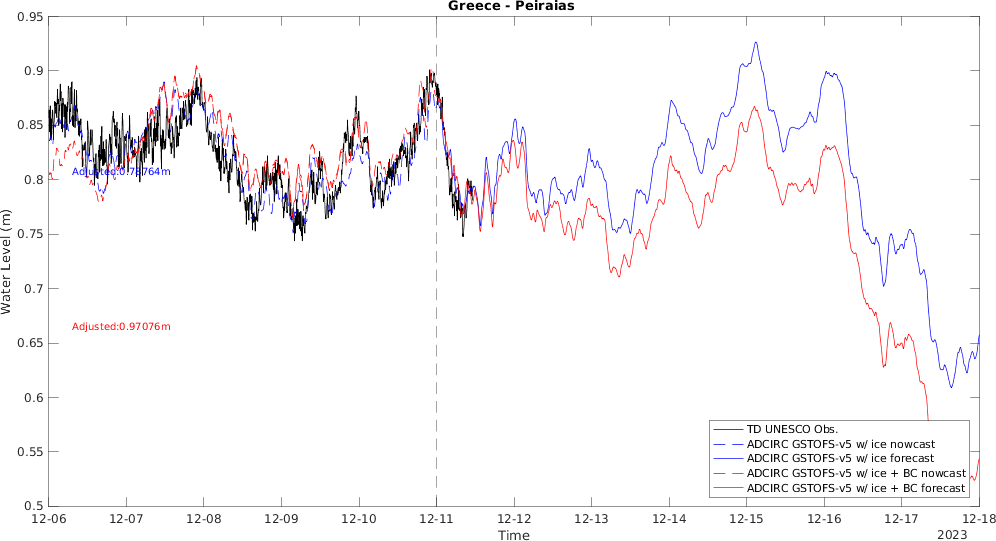 Greece - Peiraias
0.95
0.9
0.85
0.8
0.75
0.7
0.65
0.6
0.55
0.5
Water Level (m)
Adjusted:0.97076m
TD UNESCO Obs.
ADCIRC GSTOFS-v5 w/ ice nowcast
ADCIRC GSTOFS-v5 w/ ice forecast
ADCIRC GSTOFS-v5 w/ ice + BC nowcast
ADCIRC GSTOFS-v5 w/ ice + BC forecast
12-06 12-07 12-08 12-09 12-10 12-11 12-12 12-13 12-14 12-15 12-16 12-17 12-18
Time
2023